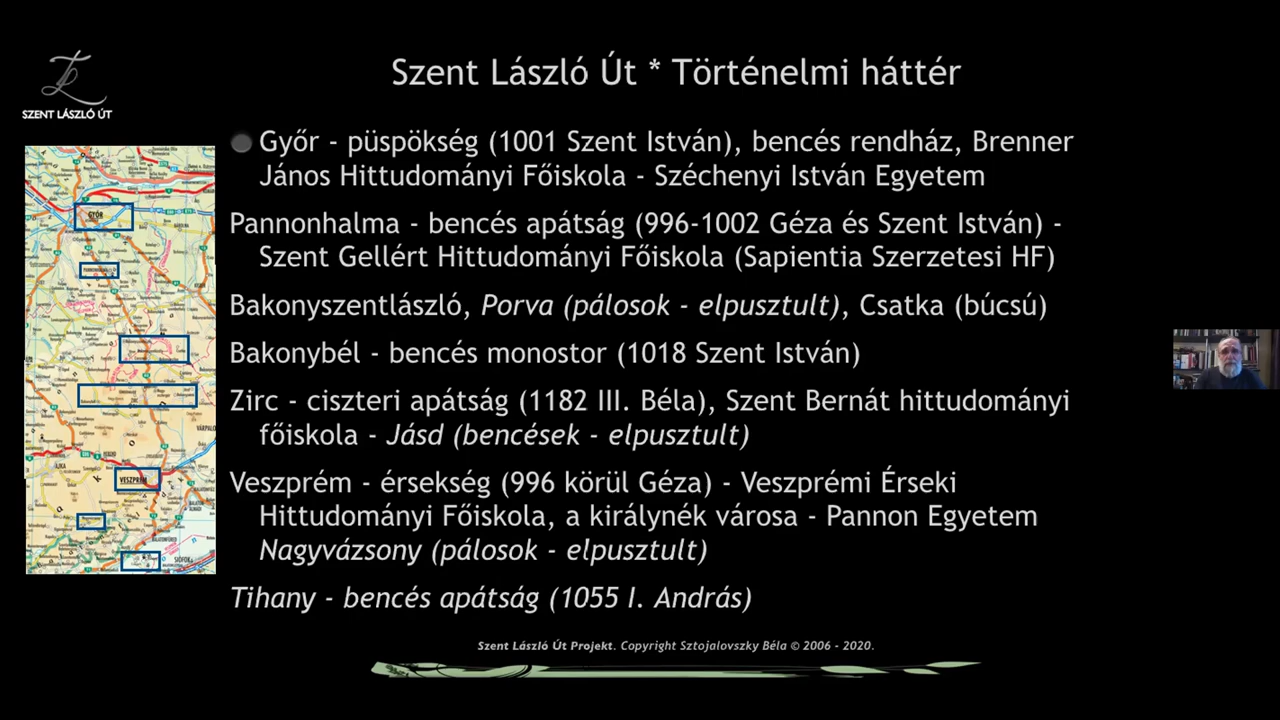 Szent László Út * Történelmi háttér
SZENT LÁSZLÓ ÚT
Győr - püspökség (1001 Szent István), bencés rendház, Brenner
János Hittudományi Főiskola - Széchenyi István Egyetem
Pannonhalma - bencés apátság (996-1002 Géza és Szent István) -
Szent Gellért Hittudományi Főiskola (Sapientia Szerzetesi HF)
Bakonyszentlászló, Porva (pálosok - elpusztult), Csatka (búcsú)
Bakonybél - bencés monostor (1018 Szent István)
Zirc - ciszteri apátság (1182 III. Béla), Szent Bernát hittudományi
főiskola - Jásd (bencések - elpusztult)
Veszprém - érsekség (996 körül Géza) - Veszprémi Érseki
Hittudományi Főiskola, a királynék városa - Pannon Egyetem
Nagyvázsony (pálosok - elpusztult)
Tihany - bencés apátság (1055 I. András)
GYŐR
VESZPRÉM
SIÓFOK
Szent László Út Projekt. Copyright Sztojalovszky Béla © 2006 - 2020.